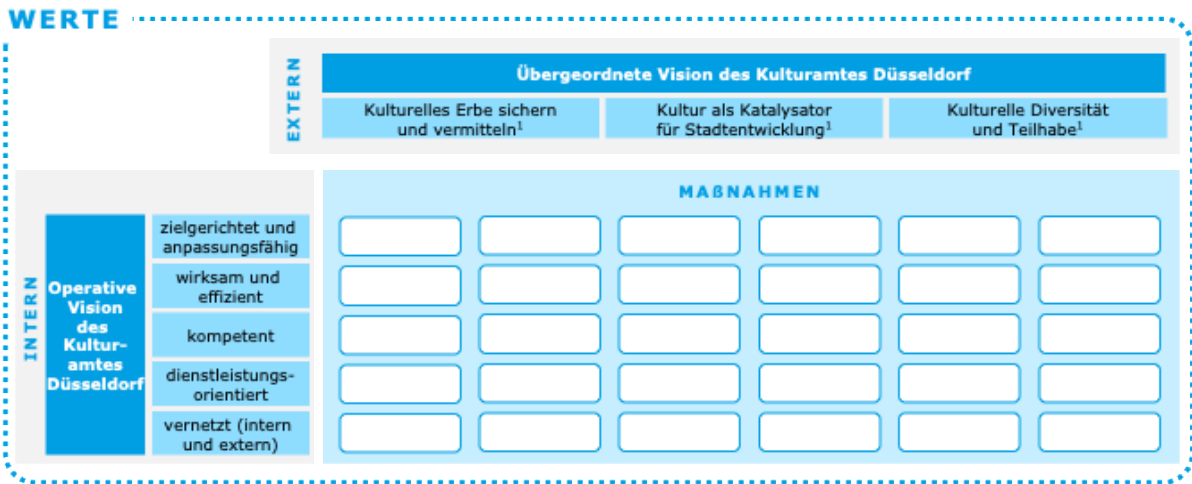 WERTE
EXTERN
Übergeordnete Vision des Kulturamtes Düsseldorf
Kulturelles Erbe sichern
und vermitteln¹
Kultur als Katalysator
für Stadtentwicklung¹
Kulturelle Diversität
und Teilhabe¹
MAẞNAHMEN
INTERN
Operative
Vision
des
Kultur-
amtes
Düsseldorf
zielgerichtet und
anpassungsfähig
wirksam und
effizient
kompetent
dienstleistungs-
orientiert
vernetzt (intern
und extern)